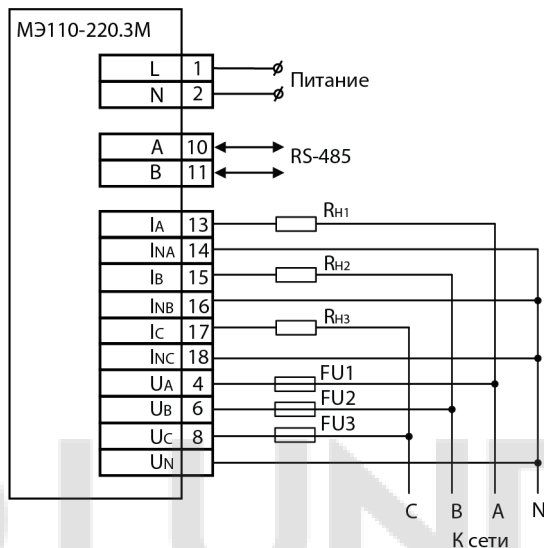 МЭ110-220.3М
L 1
N 2
Питание
A 10
B 11
RS-485
IA 13 RН1
INA 14
IB 15 RН2
INB 16
IC 17 RН3
INC 18
UA 4 FU1
UB 6 FU2
UC 8 FU3
UN
C B A N
К сети